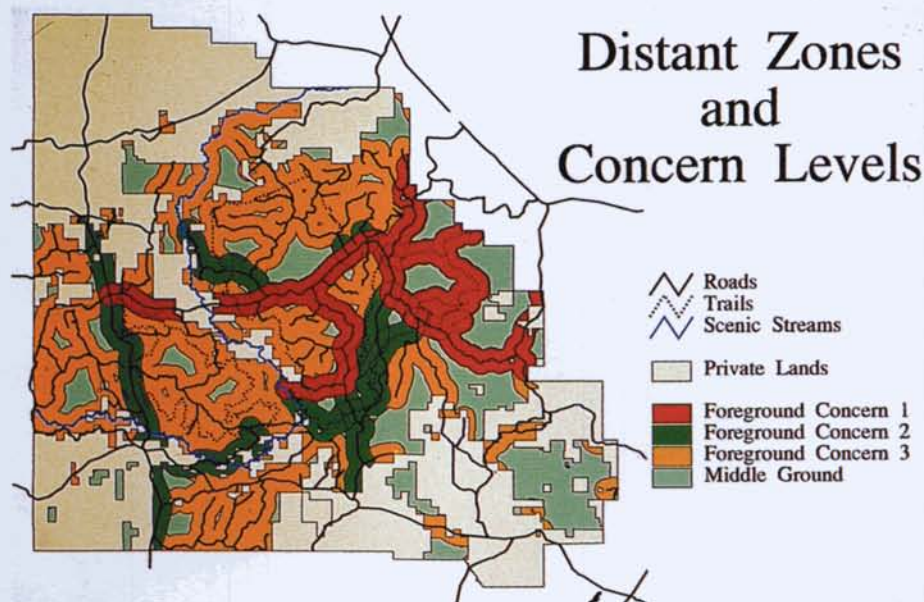 Distant Zones
and
Concern Levels
Roads
Trails
Scenic Streams
Private Lands
Foreground Concern 1
Foreground Concern 2
Foreground Concern 3
Middle Ground